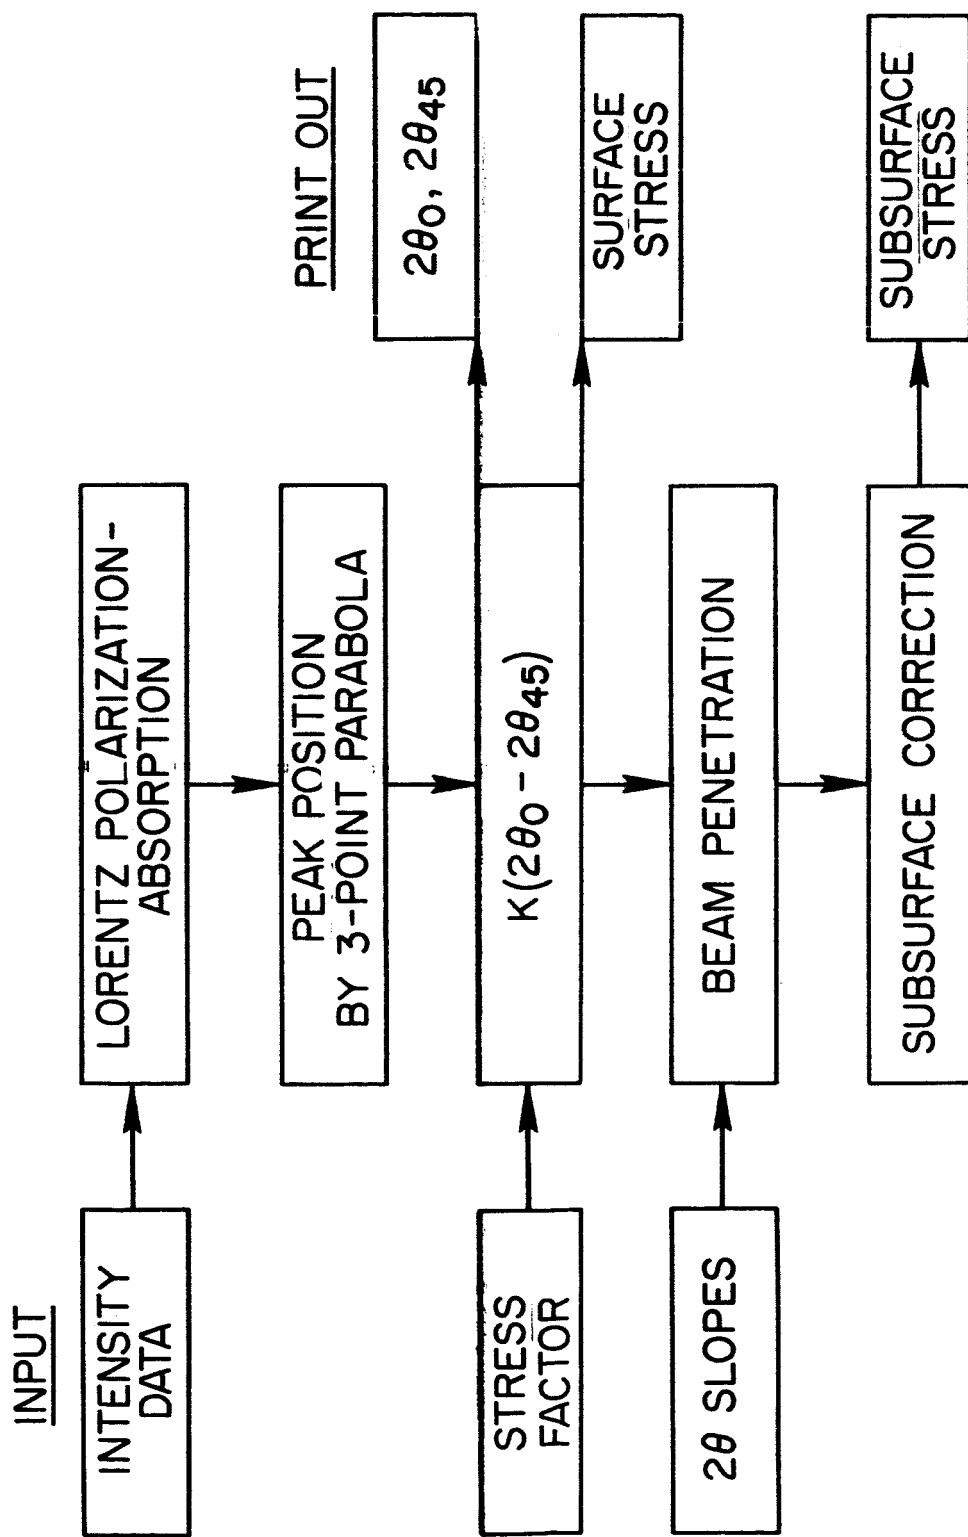 INPUT
PRINT OUT
INTENSITY
DATA
LORENTZ POLARIZATION-
ABSORPTION
PEAK POSITION
BY 3-POINT PARABOLA
2θ0, 2θ45
STRESS
FACTOR
K(2θ0 - 2θ45)
SURFACE
STRESS
2θ SLOPES
BEAM PENETRATION
SUBSURFACE CORRECTION
SUBSURFACE
STRESS